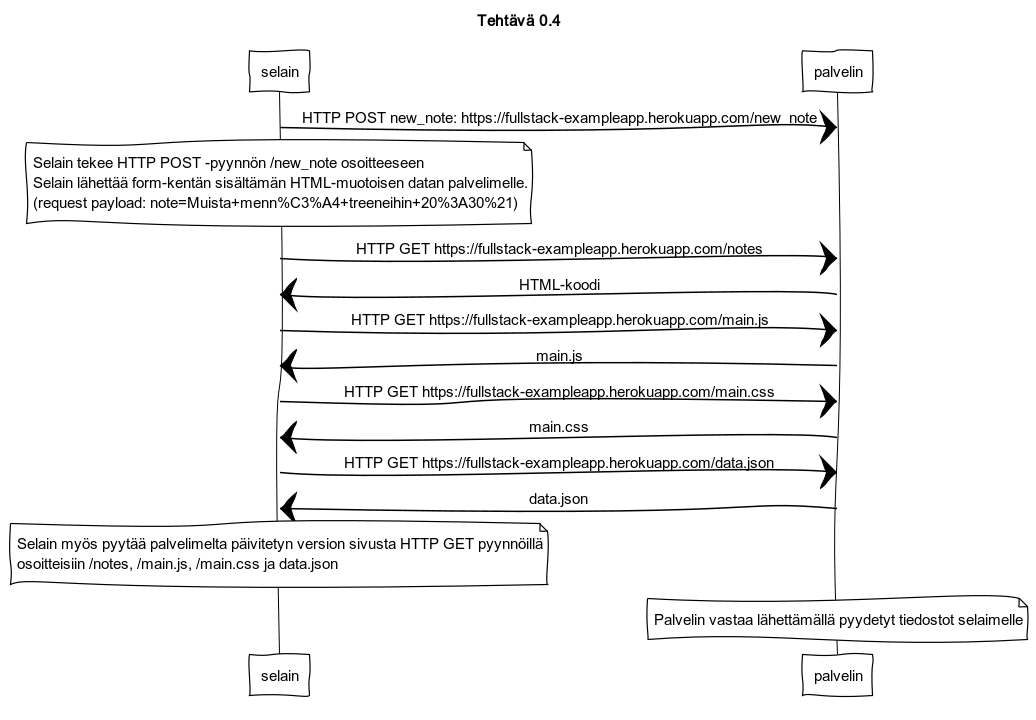 Tehtävä 0.4
selain
palvelin
HTTP POST new_note: https://fullstack-exampleapp.herokuapp.com/new_note
Selain tekee HTTP POST -pyynnön /new_note osoitteeseen
Selain lähettää form-kentän sisältämän HTML-muotoisen datan palvelimelle.
(request payload: note=Muista+menn%C3%A4+treeneihin+20%3A30%21)
HTTP GET https://fullstack-exampleapp.herokuapp.com/notes
HTML-koodi
HTTP GET https://fullstack-exampleapp.herokuapp.com/main.js
main.js
HTTP GET https://fullstack-exampleapp.herokuapp.com/main.css
main.css
HTTP GET https://fullstack-exampleapp.herokuapp.com/data.json
data.json
Selain myös pyytää palvelimelta päivitetyn version sivusta HTTP GET pyynnöillä
osoitteisiin /notes, /main.js, /main.css ja data.json
Palvelin vastaa lähettämällä pyydetyt tiedostot selaimelle
selain
palvelin